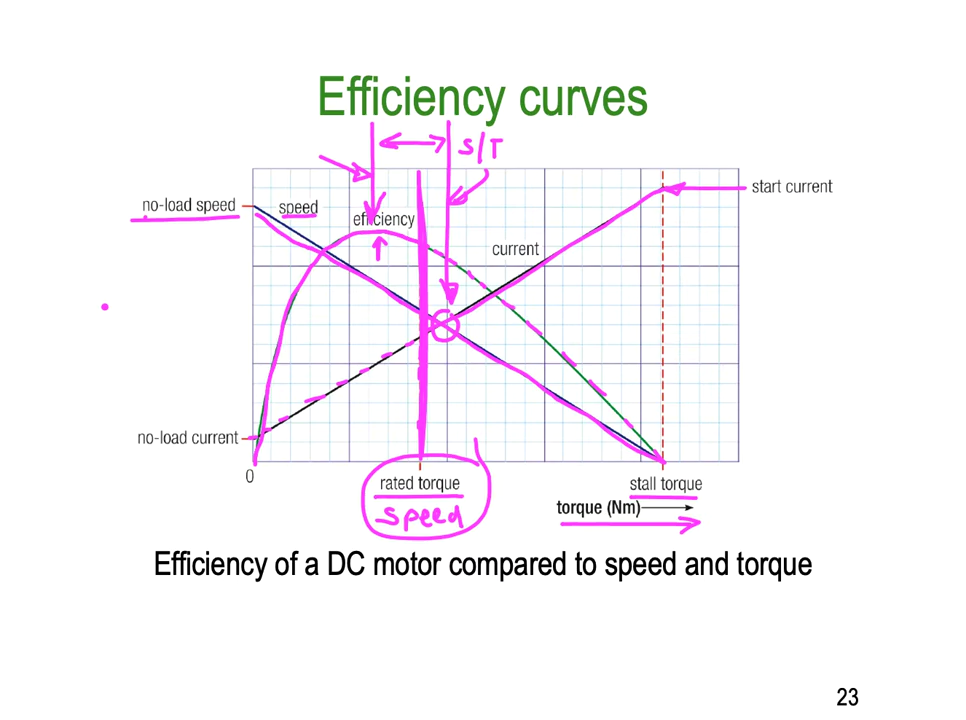 Efficiency curves
S/T
start current
no-load speed
speed
efficiency
current
no-load current
0
rated torque
speed
stall torque
torque (Nm)
Efficiency of a DC motor compared to speed and torque
23